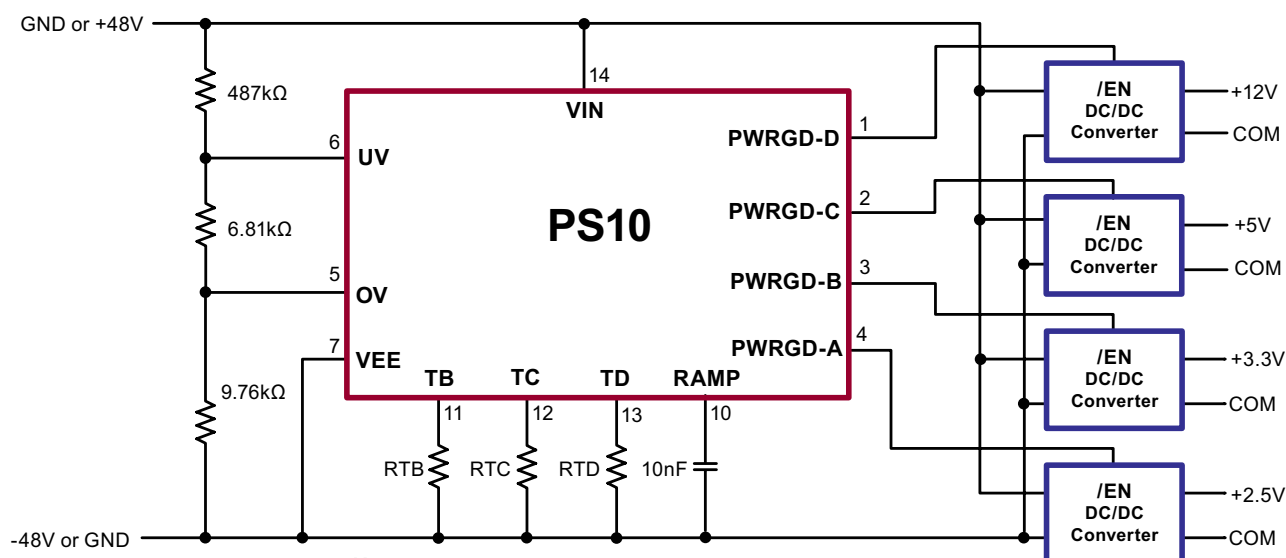 GND or +48V
487kΩ
6.81kΩ
9.76kΩ
-48V or GND
14
VIN
6
UV
5
OV
7
VEE
PS10
PWRGD-D
1
PWRGD-C
2
PWRGD-B
3
PWRGD-A
4
TB
TC
TD
RAMP
11
12
13
10
RTB
RTC
RTD
10nF
/EN
DC/DC
Converter
+12V
COM
/EN
DC/DC
Converter
+5V
COM
/EN
DC/DC
Converter
+3.3V
COM
/EN
DC/DC
Converter
+2.5V
COM